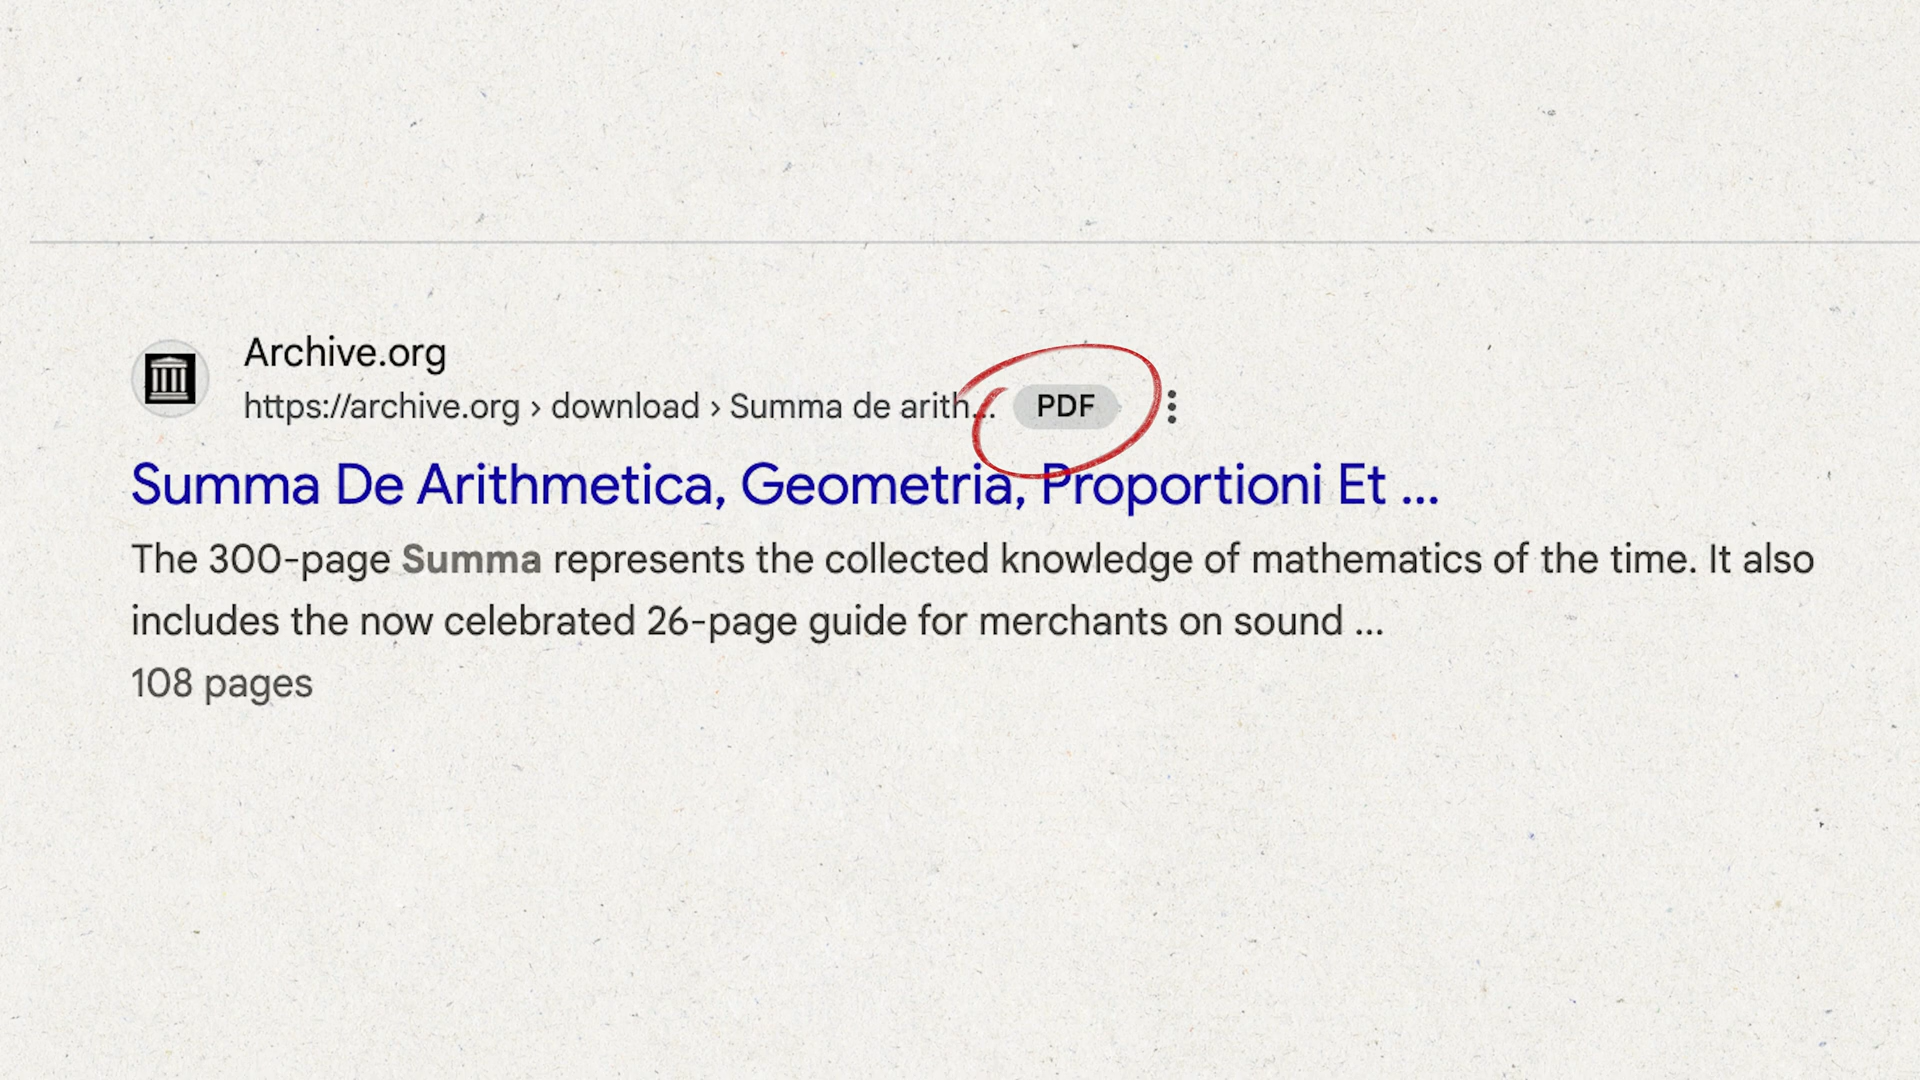 Archive.org
https://archive.org › download › Summa de arith... PDF
Summa De Arithmetica, Geometria, Proportioni Et ...
The 300-page Summa represents the collected knowledge of mathematics of the time. It also
includes the now celebrated 26-page guide for merchants on sound ...
108 pages